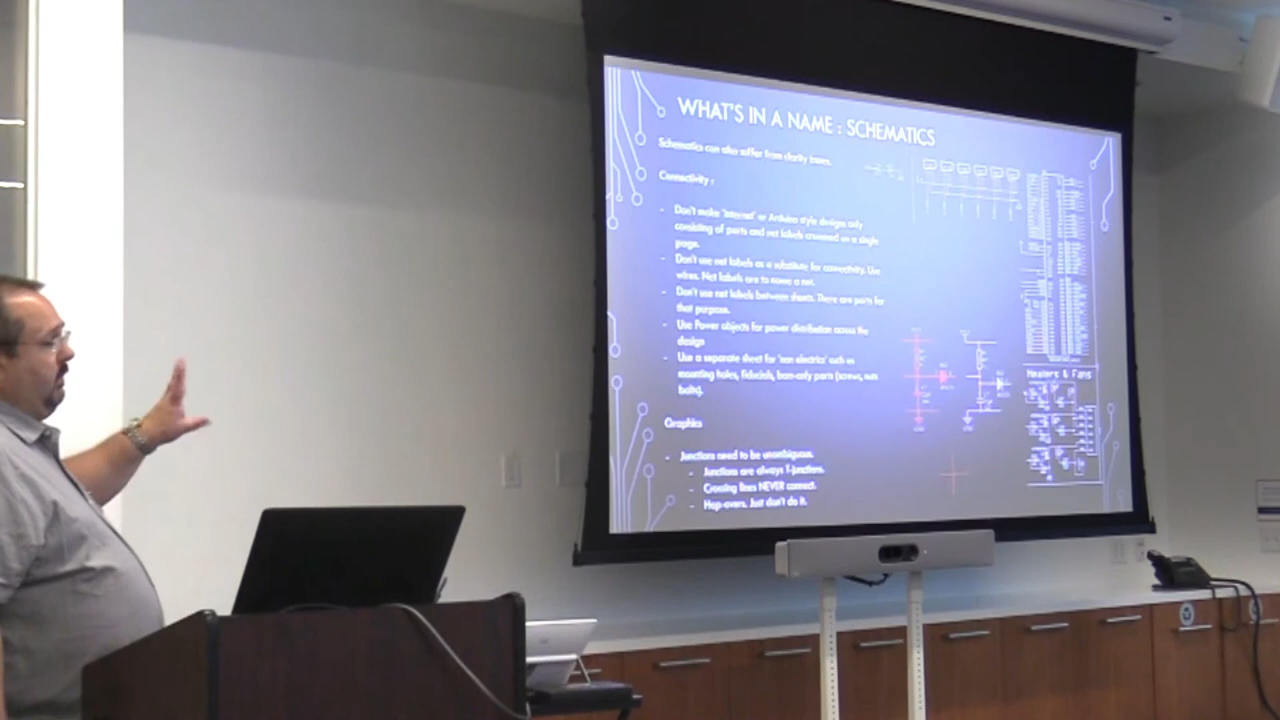 WHAT'S IN A NAME : SCHEMATICS
Schematics can also suffer from clarity issues.
Connectivity :
- Don't make 'internet' or Arduino style designs only
consisting of parts and net labels crammed on a single
page.
- Don't use net labels as a substitute for connectivity. Use
wires. Net labels are to name a net.
- Don't use net labels between sheets. There are ports for
that purpose.
- Use Power objects for power distribution across the
design
- Use a separate sheet for 'non electrics' such as
mounting holes, fiducials, bom-only parts (screws, nuts
bolts).
Graphics
- Junctions need to be unambiguous.
- Junctions are always T-junctions.
- Crossing lines NEVER connect.
- Hop-overs. Just don't do it.
Heaters & Fans